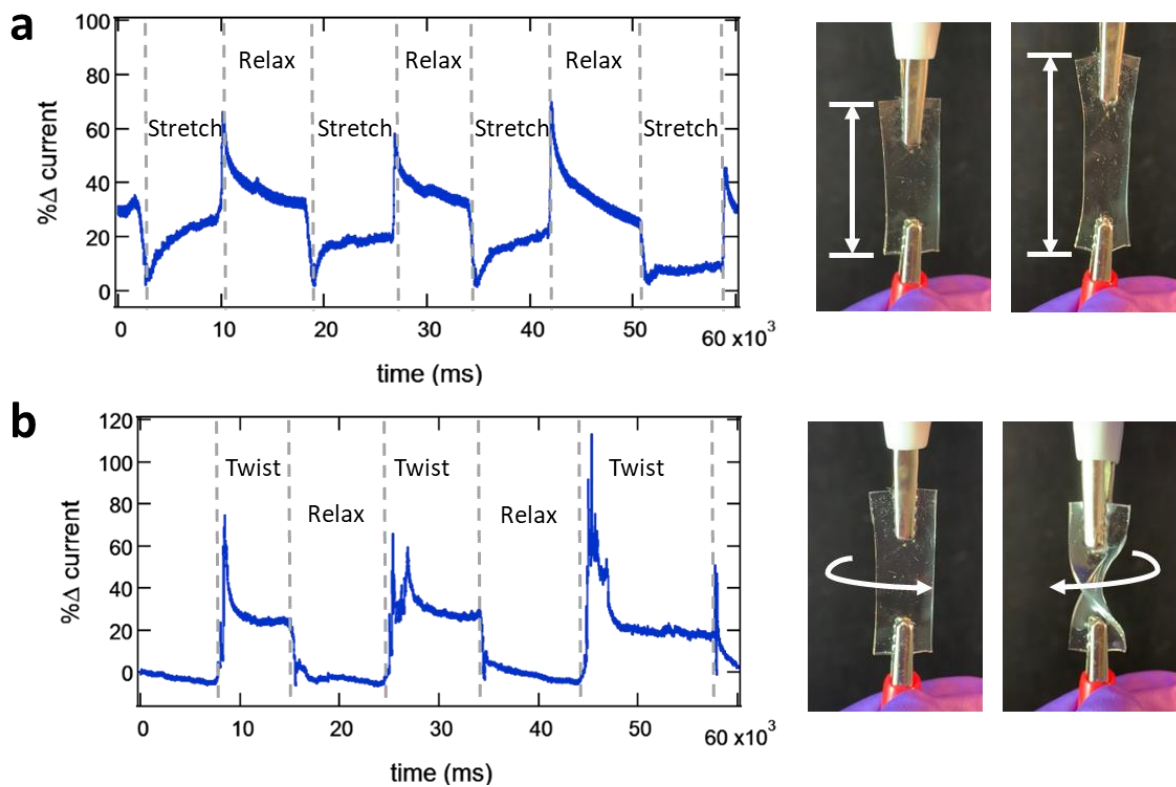 a
100
80
60
40
20
0
%Δ current
Relax
Relax
Relax
Stretch
Stretch
Stretch
Stretch
0
10
20
30
40
50
60 x10³
time (ms)
b
120
100
80
60
40
20
0
%Δ current
Twist
Twist
Twist
Relax
Relax
0
10
20
30
40
50
60 x10³
time (ms)